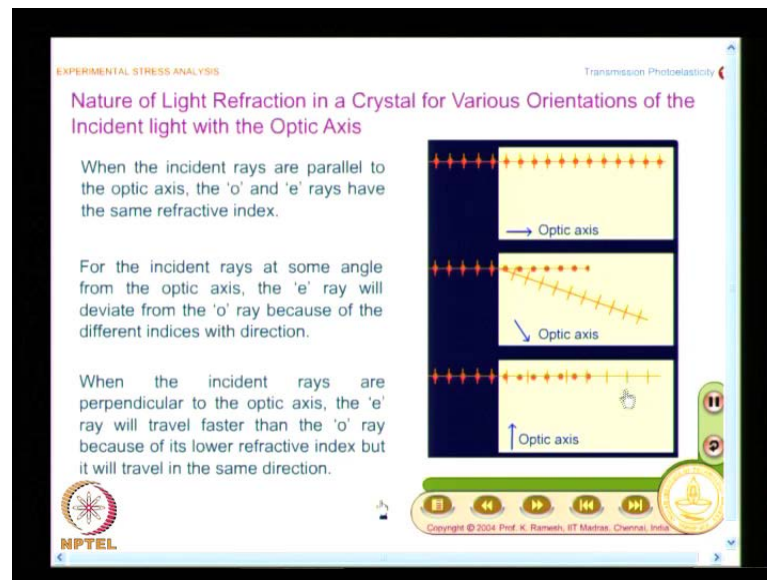 EXPERIMENTAL STRESS ANALYSIS
Transmission Photoelasticity
Nature of Light Refraction in a Crystal for Various Orientations of the
Incident light with the Optic Axis
When the incident rays are parallel to
the optic axis, the 'o' and 'e' rays have
the same refractive index.
Optic axis
For the incident rays at some angle
from the optic axis, the 'e' ray will
deviate from the 'o' ray because of the
different indices with direction.
Optic axis
When the incident rays are
perpendicular to the optic axis, the 'e'
ray will travel faster than the 'o' ray
because of its lower refractive index but
it will travel in the same direction.
Optic axis
NPTEL
Copyright © 2004 Prof. K. Ramesh, IIT Madras, Chennai, India